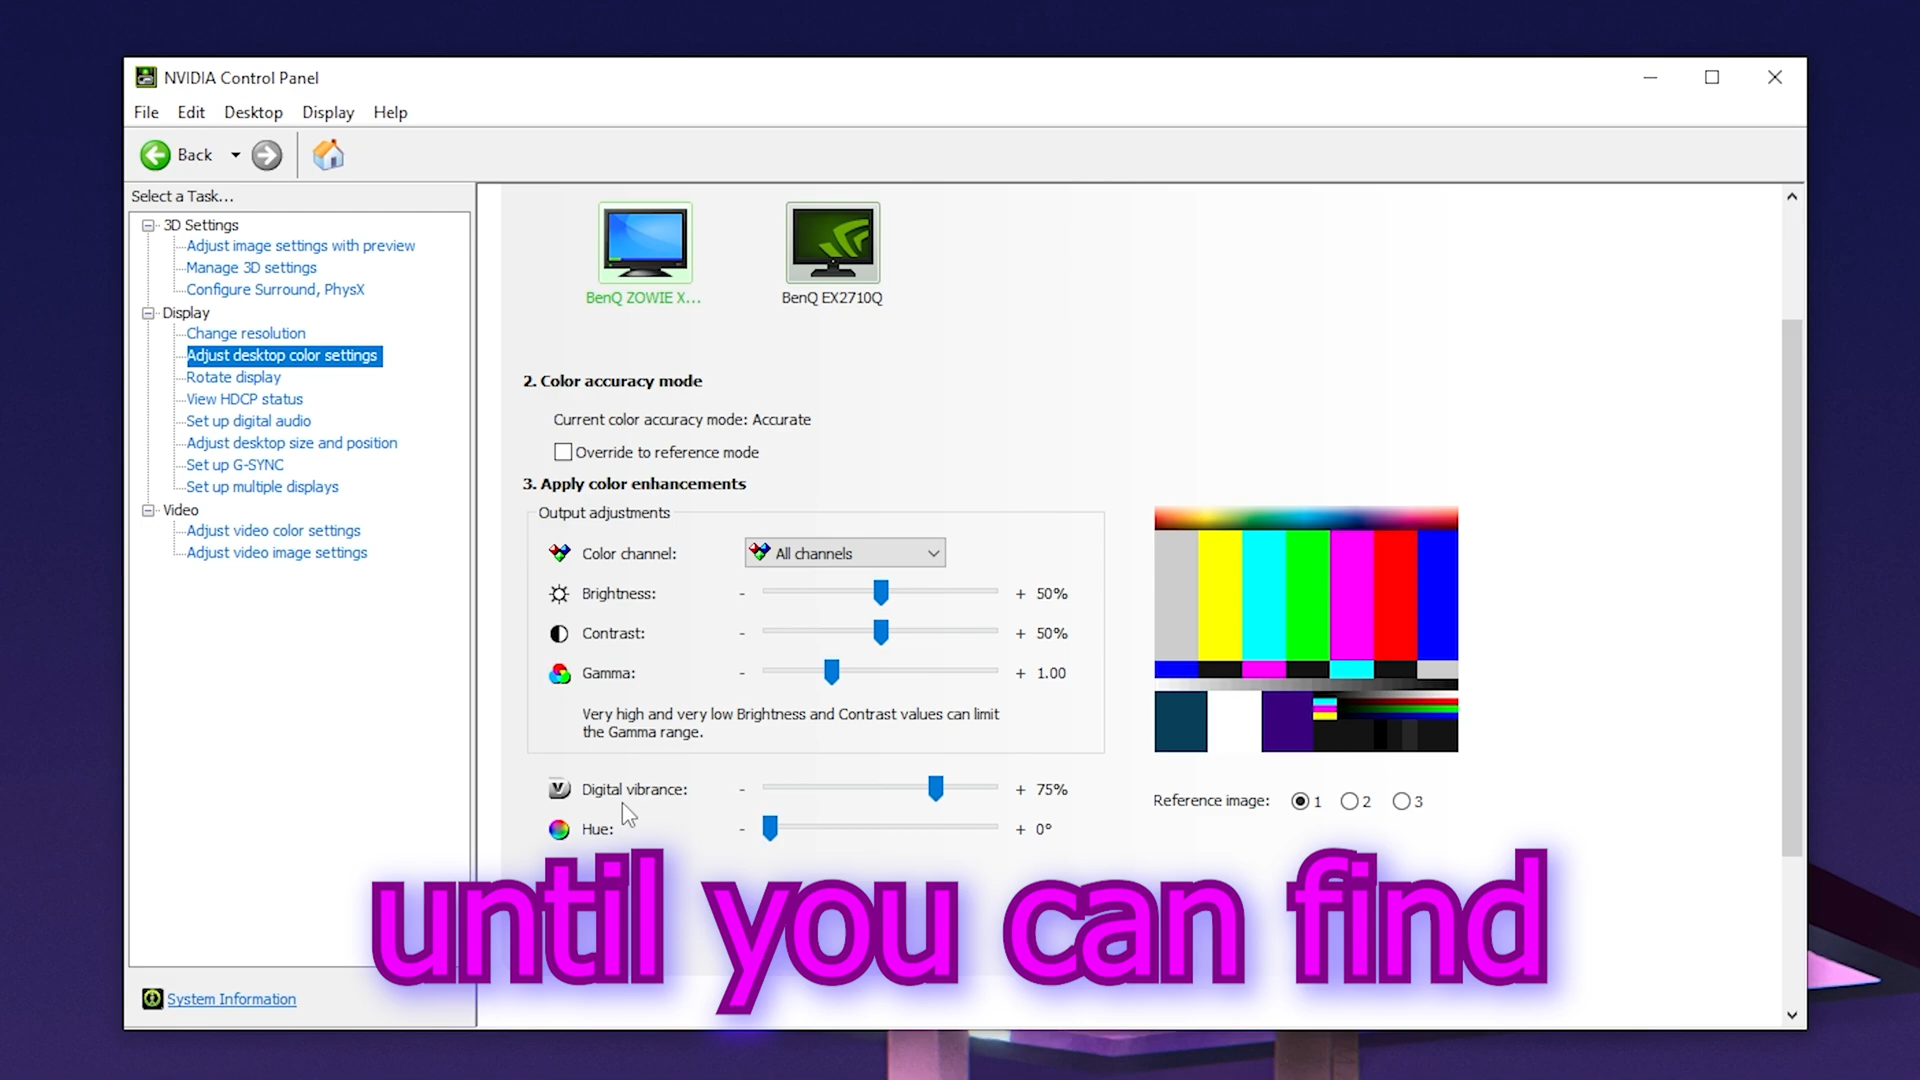 NVIDIA Control Panel
File Edit Desktop Display Help
Back
Select a Task...
3D Settings
Adjust image settings with preview
Manage 3D settings
Configure Surround, PhysX
Display
Change resolution
Adjust desktop color settings
Rotate display
View HDCP status
Set up digital audio
Adjust desktop size and position
Set up G-SYNC
Set up multiple displays
Video
Adjust video color settings
Adjust video image settings
System Information
BenQ ZOWIE X... BenQ EX2710Q
2. Color accuracy mode
Current color accuracy mode: Accurate
Override to reference mode
3. Apply color enhancements
Output adjustments
Color channel: All channels
Brightness: - + 50%
Contrast: - + 50%
Gamma: - + 1.00
Very high and very low Brightness and Contrast values can limit
the Gamma range.
Digital vibrance: - + 75%
Hue: - + 0°
Reference image: 1 2 3
until you can find